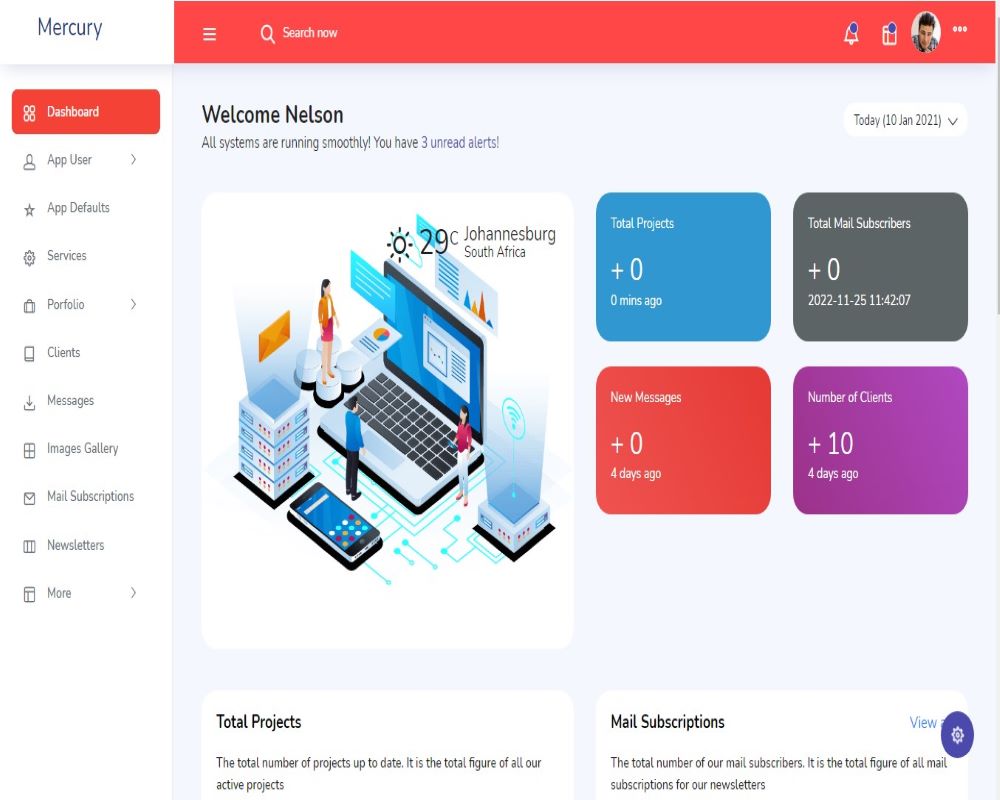 Mercury
Search now
Dashboard
App User
App Defaults
Services
Porfolio
Clients
Messages
Images Gallery
Mail Subscriptions
Newsletters
More
Welcome Nelson
All systems are running smoothly! You have 3 unread alerts!
Today (10 Jan 2021)
29C Johannesburg
South Africa
Total Projects
+ 0
0 mins ago
Total Mail Subscribers
+ 0
2022-11-25 11:42:07
New Messages
+ 0
4 days ago
Number of Clients
+ 10
4 days ago
Total Projects
The total number of projects up to date. It is the total figure of all our
active projects
Mail Subscriptions
View
The total number of our mail subscribers. It is the total figure of all mail
subscriptions for our newsletters